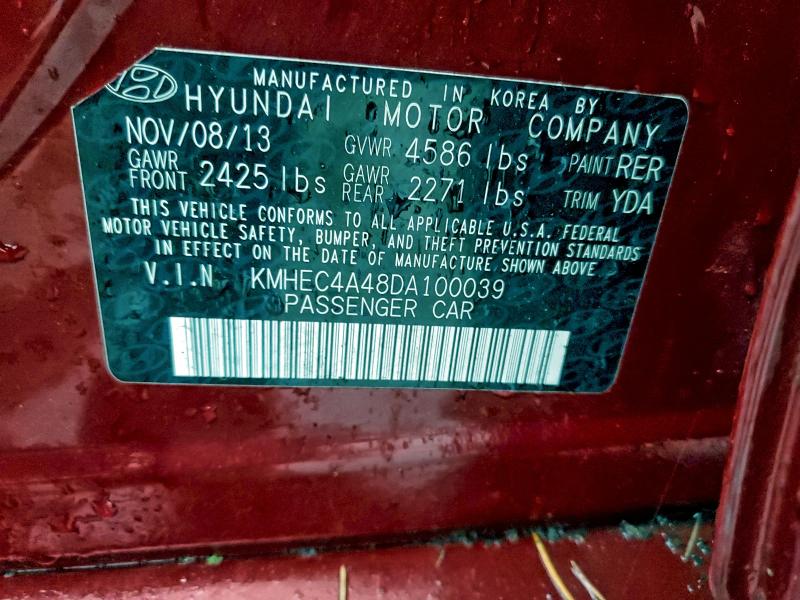 MANUFACTURED IN KOREA BY
HYUNDAI MOTOR COMPANY
NOV/08/13 GVWR 4586 lbs PAINT RER
GAWR FRONT 2425 lbs GAWR REAR 2271 lbs TRIM YDA
THIS VEHICLE CONFORMS TO ALL APPLICABLE U.S.A. FEDERAL
MOTOR VEHICLE SAFETY, BUMPER, AND THEFT PREVENTION STANDARDS
IN EFFECT ON THE DATE OF MANUFACTURE SHOWN ABOVE
V.I.N KMHEC4A48DA100039
PASSENGER CAR